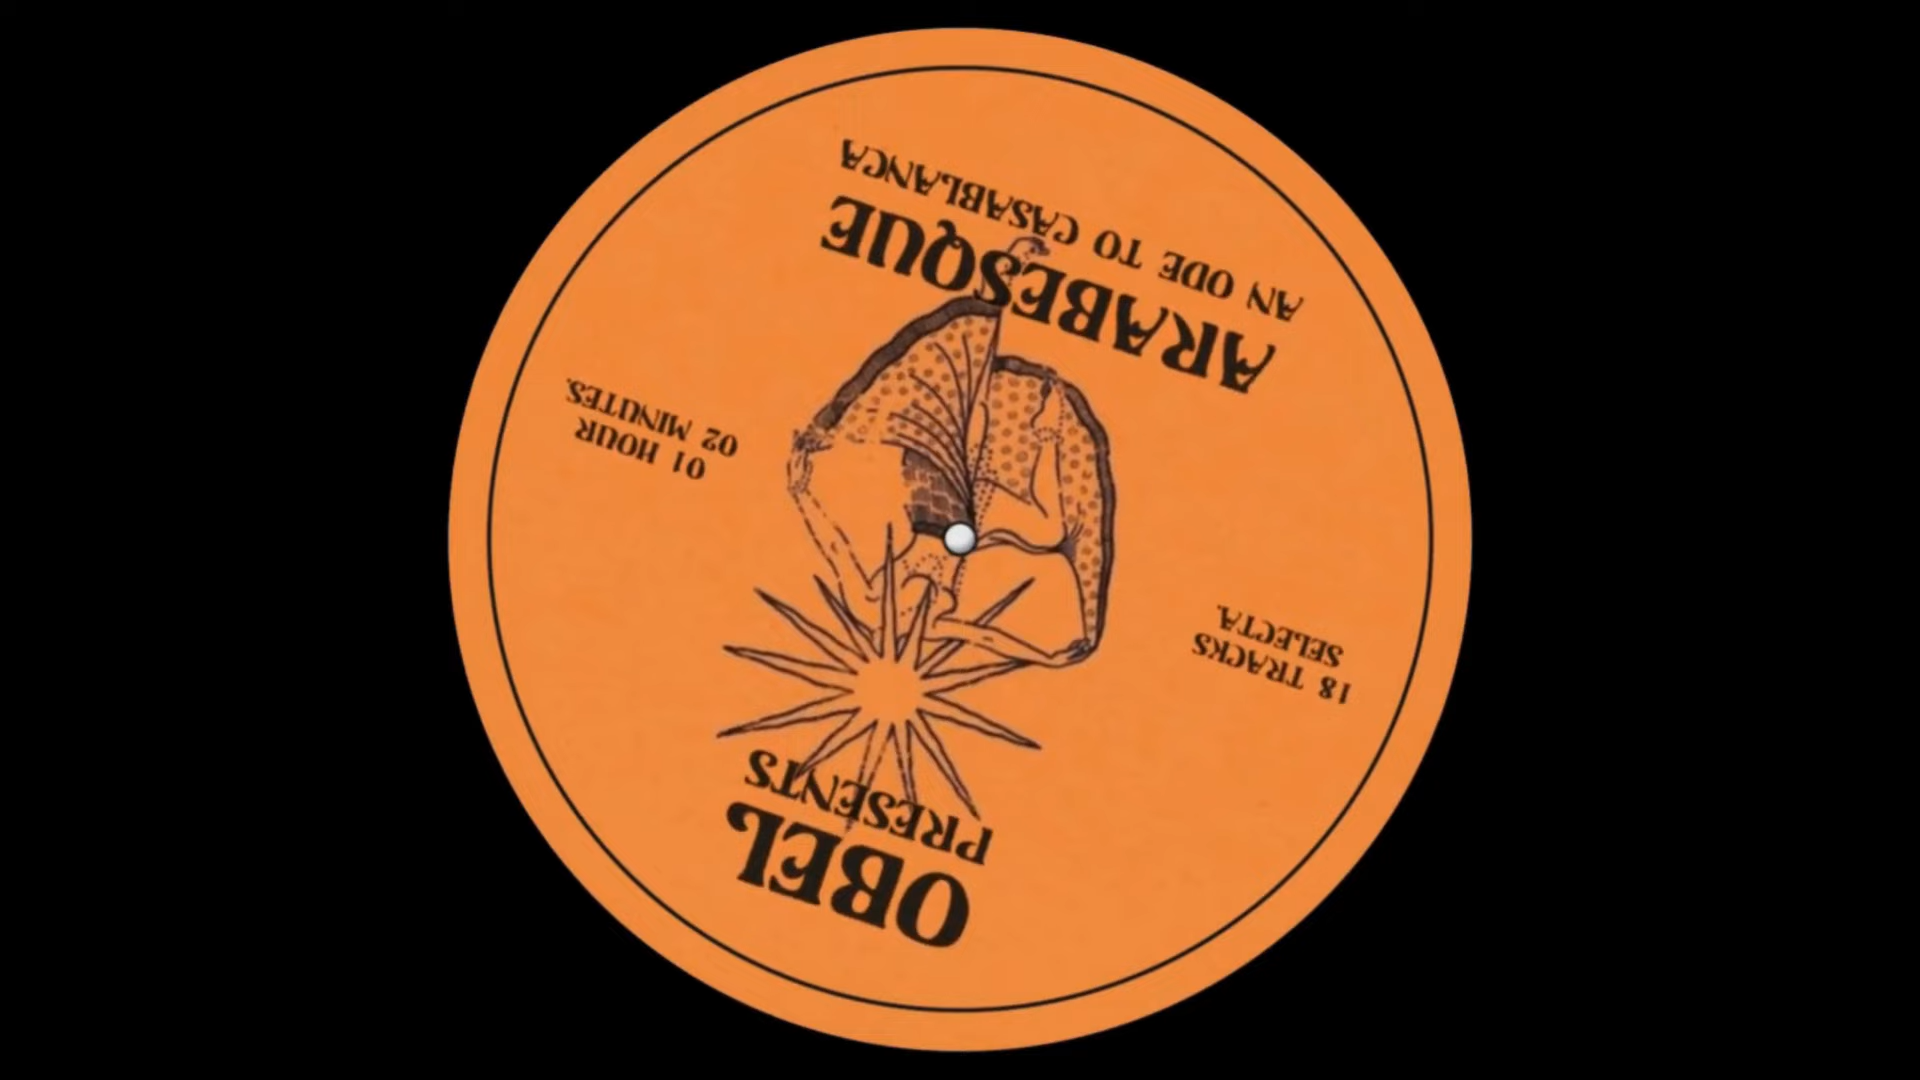 OBEL
PRESENTS
18 TRACKS
SELECTA.
01 HOUR
02 MINUTES.
ARABESQUE
AN ODE TO CASABLANCA